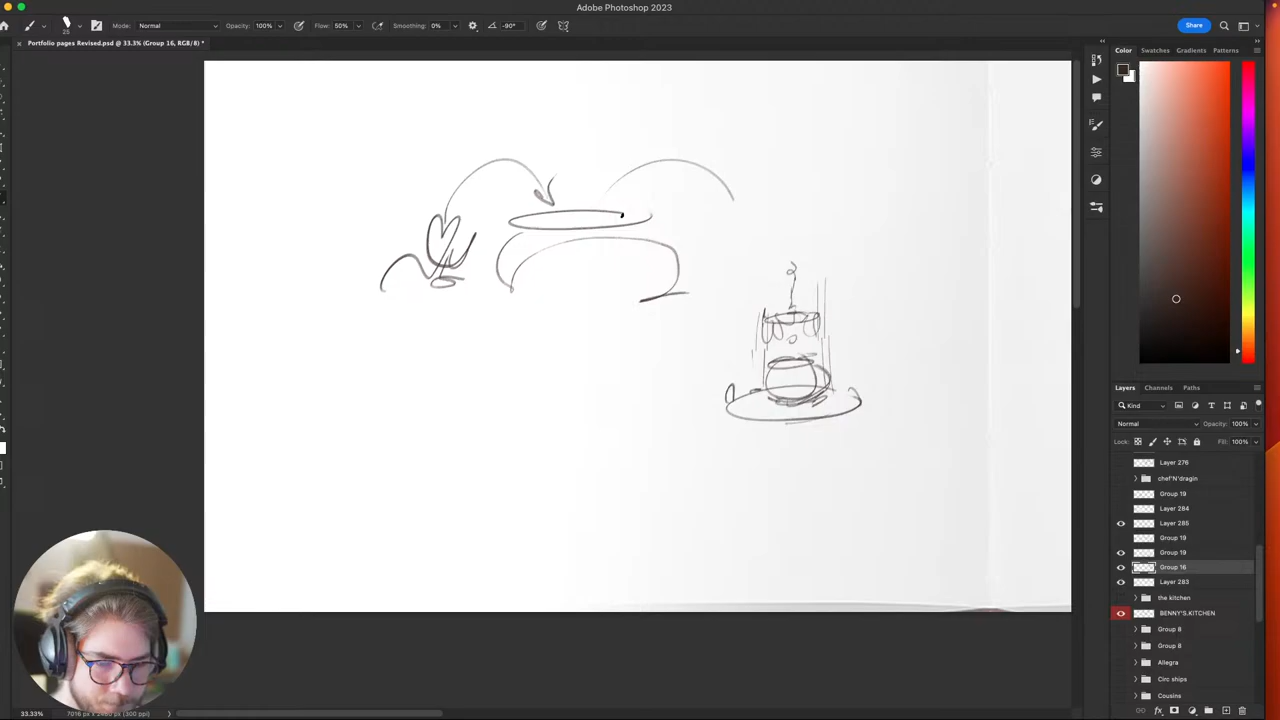 Adobe Photoshop 2023
25
Mode: Normal
Opacity: 100%
Flow: 50%
Smoothing: 0%
-90°
Share
× Portfolio pages Revised.psd @ 33.3% (Group 16, RGB/8) *
Color
Swatches
Gradients
Patterns
Layers
Channels
Paths
Kind
Normal
Opacity: 100%
Lock:
Fill: 100%
Layer 276
chef'N'dragin
Group 19
Layer 284
Layer 285
Group 19
Group 19
Group 16
Layer 283
the kitchen
BENNY'S.KITCHEN
Group 8
Group 8
Allegra
Circ ships
Cousins
fx
33.33%